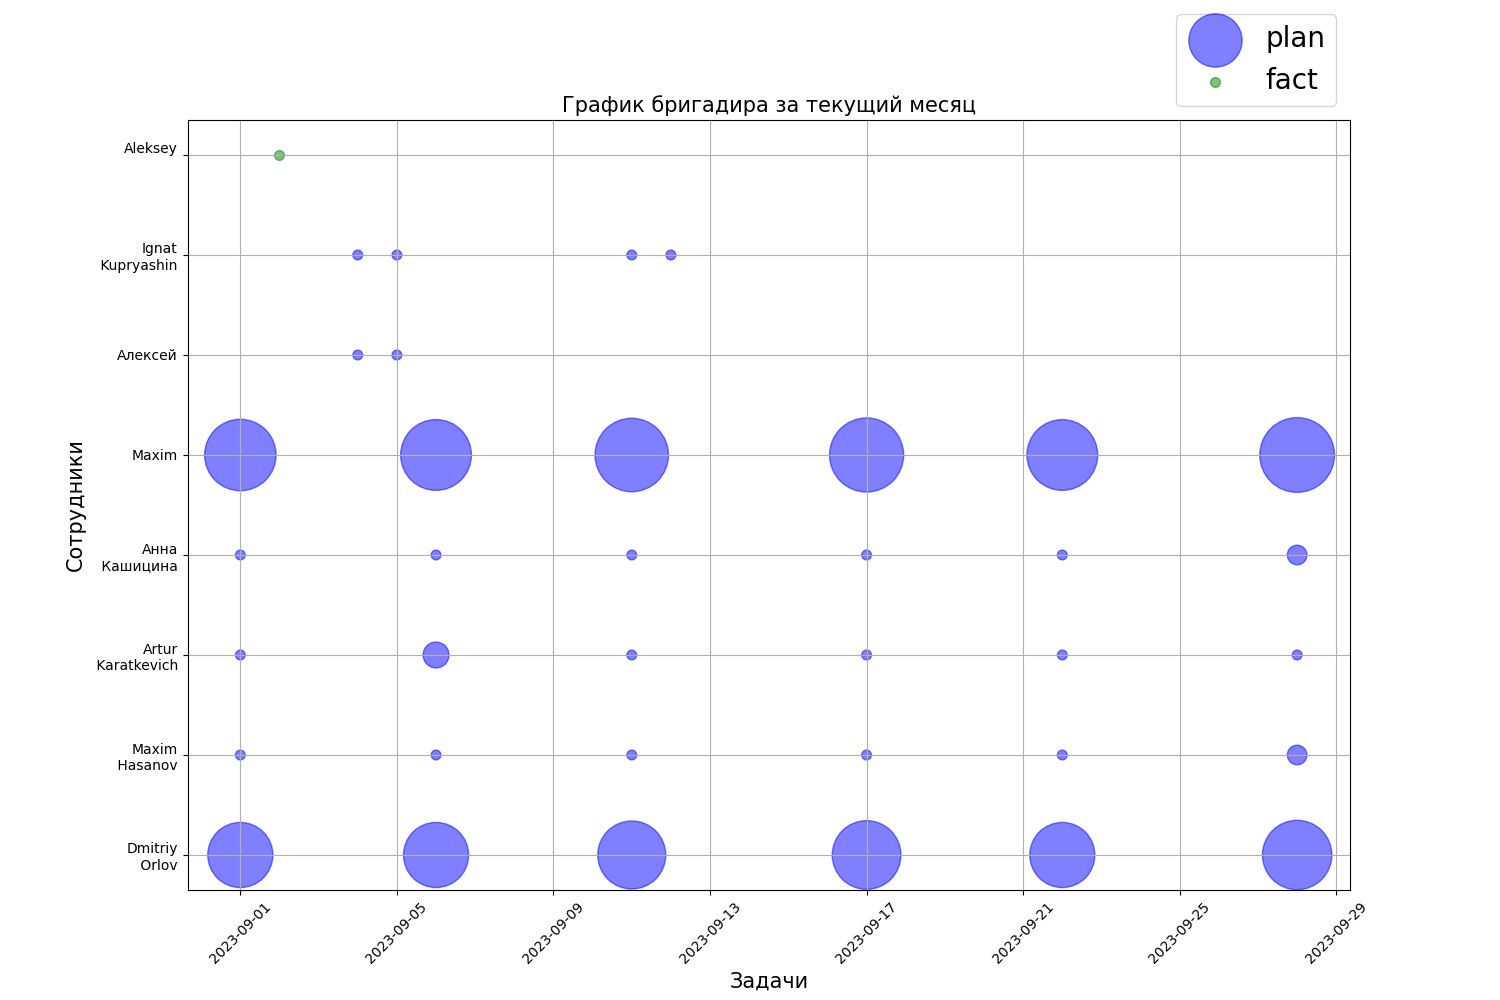 plan
fact
График бригадира за текущий месяц
Aleksey
Ignat
Kupryashin
Алексей
Maxim
Анна
Кашицина
Artur
Karatkevich
Maxim
Hasanov
Dmitriy
Orlov
Сотрудники
2023-09-01
2023-09-05
2023-09-09
2023-09-13
2023-09-17
2023-09-21
2023-09-25
2023-09-29
Задачи